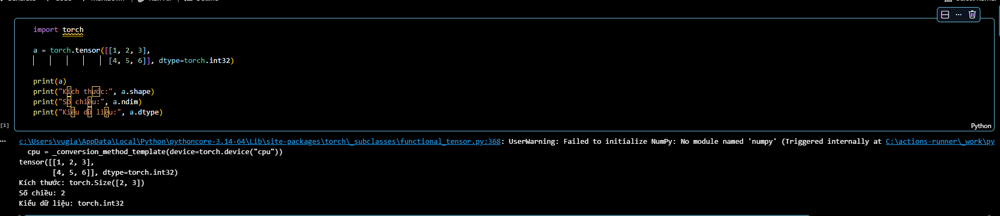 import torch
a = torch.tensor([[1, 2, 3],
[4, 5, 6]], dtype=torch.int32)
print(a)
print("Kích thước:", a.shape)
print("Số chiều:", a.ndim)
print("Kiểu dữ liệu:", a.dtype)
[1]
Python
... c:\Users\vugia\AppData\Local\Python\pythoncore-3.14-64\Lib\site-packages\torch\_subclasses\functional_tensor.py:368: UserWarning: Failed to initialize NumPy: No module named 'numpy' (Triggered internally at C:\actions-runner\_work\py
cpu = _conversion_method_template(device=torch.device("cpu"))
tensor([[1, 2, 3],
[4, 5, 6]], dtype=torch.int32)
Kích thước: torch.Size([2, 3])
Số chiều: 2
Kiểu dữ liệu: torch.int32